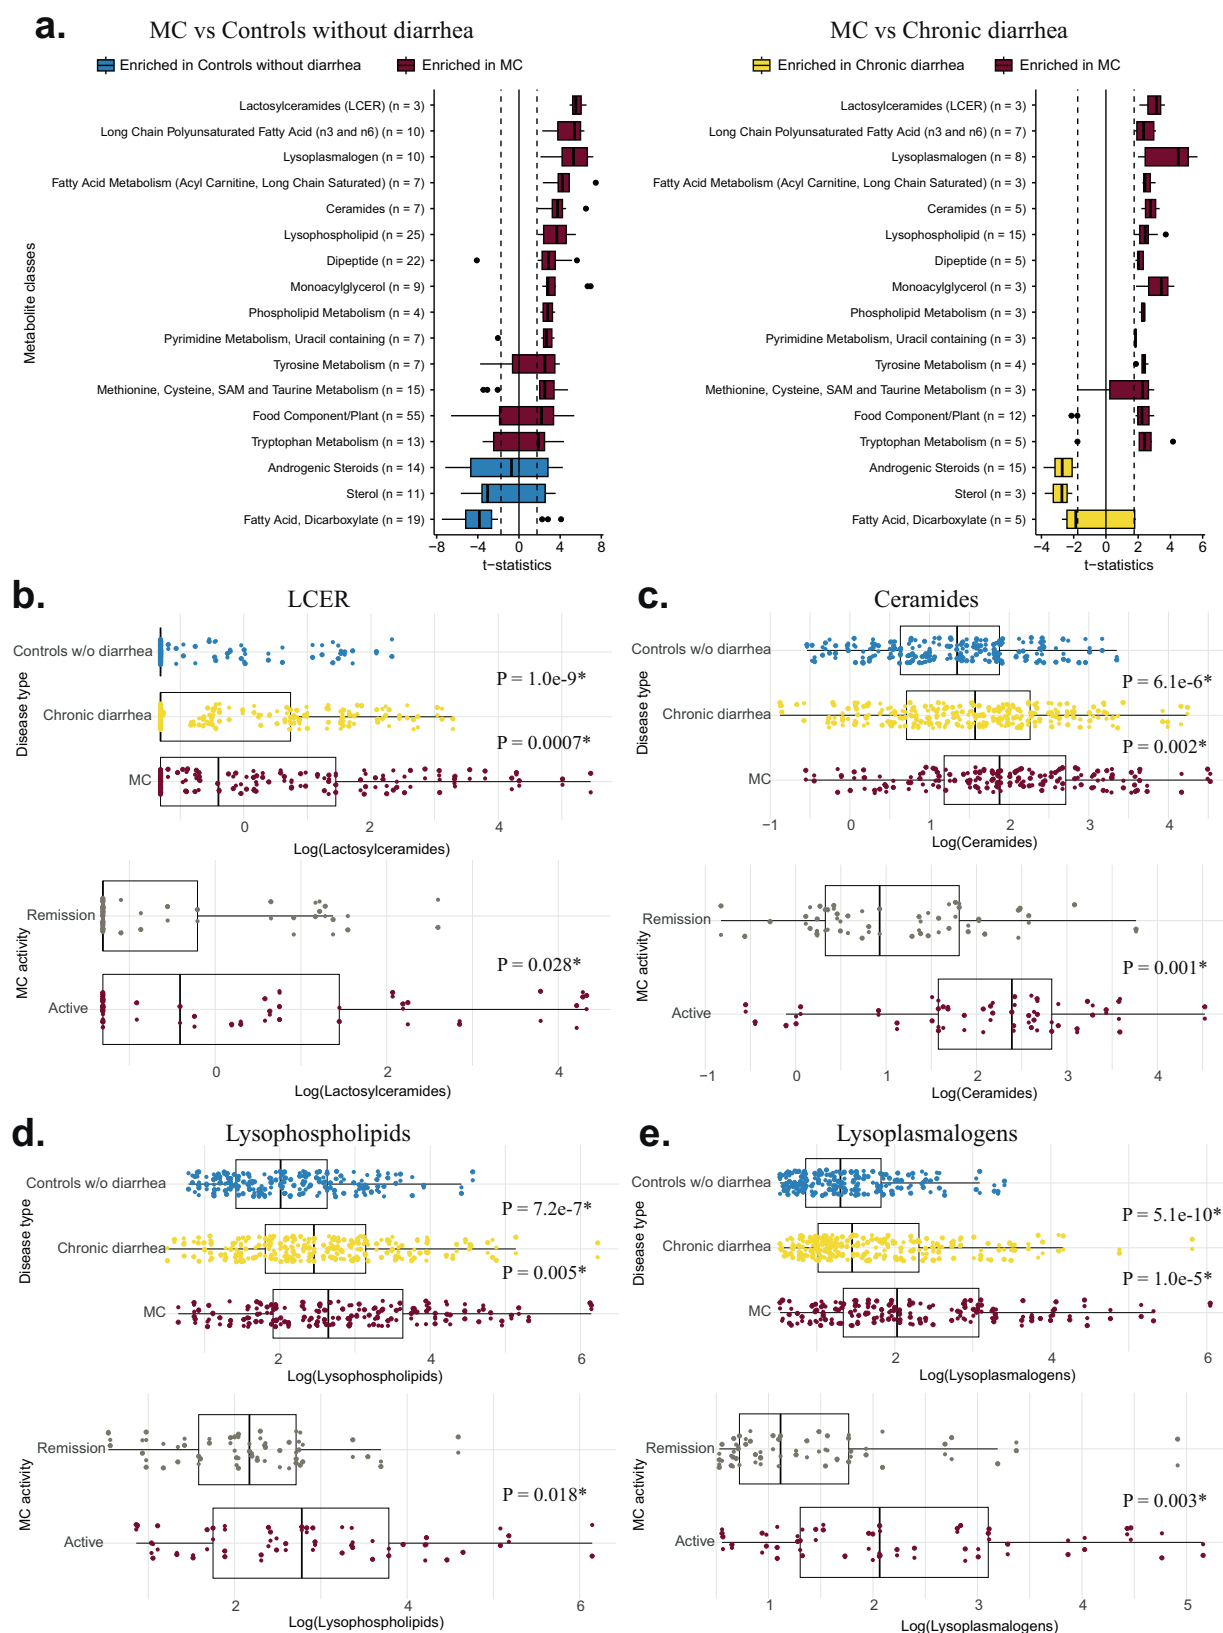 a.
MC vs Controls without diarrhea
Enriched in Controls without diarrhea
Enriched in MC
Metabolite classes
Lactosylceramides (LCER) (n = 3)
Long Chain Polyunsaturated Fatty Acid (n3 and n6) (n = 10)
Lysoplasmalogen (n = 10)
Fatty Acid Metabolism (Acyl Carnitine, Long Chain Saturated) (n = 7)
Ceramides (n = 7)
Lysophospholipid (n = 25)
Dipeptide (n = 22)
Monoacylglycerol (n = 9)
Phospholipid Metabolism (n = 4)
Pyrimidine Metabolism, Uracil containing (n = 7)
Tyrosine Metabolism (n = 7)
Methionine, Cysteine, SAM and Taurine Metabolism (n = 15)
Food Component/Plant (n = 55)
Tryptophan Metabolism (n = 13)
Androgenic Steroids (n = 14)
Sterol (n = 11)
Fatty Acid, Dicarboxylate (n = 19)
−8 −4 0 4 8
t−statistics
MC vs Chronic diarrhea
Enriched in Chronic diarrhea
Enriched in MC
Lactosylceramides (LCER) (n = 3)
Long Chain Polyunsaturated Fatty Acid (n3 and n6) (n = 7)
Lysoplasmalogen (n = 8)
Fatty Acid Metabolism (Acyl Carnitine, Long Chain Saturated) (n = 3)
Ceramides (n = 5)
Lysophospholipid (n = 15)
Dipeptide (n = 5)
Monoacylglycerol (n = 3)
Phospholipid Metabolism (n = 3)
Pyrimidine Metabolism, Uracil containing (n = 3)
Tyrosine Metabolism (n = 4)
Methionine, Cysteine, SAM and Taurine Metabolism (n = 3)
Food Component/Plant (n = 12)
Tryptophan Metabolism (n = 5)
Androgenic Steroids (n = 15)
Sterol (n = 3)
Fatty Acid, Dicarboxylate (n = 5)
−4 −2 0 2 4 6
t−statistics
b.
LCER
Disease type
Controls w/o diarrhea
P = 1.0e-9*
Chronic diarrhea
P = 0.0007*
MC
0 2 4
Log(Lactosylceramides)
MC activity
Remission
P = 0.028*
Active
0 2 4
Log(Lactosylceramides)
c.
Ceramides
Disease type
Controls w/o diarrhea
P = 6.1e-6*
Chronic diarrhea
P = 0.002*
MC
−1 0 1 2 3 4
Log(Ceramides)
MC activity
Remission
P = 0.001*
Active
−1 0 1 2 3 4
Log(Ceramides)
d.
Lysophospholipids
Disease type
Controls w/o diarrhea
P = 7.2e-7*
Chronic diarrhea
P = 0.005*
MC
2 4 6
Log(Lysophospholipids)
MC activity
Remission
P = 0.018*
Active
2 4 6
Log(Lysophospholipids)
e.
Lysoplasmalogens
Disease type
Controls w/o diarrhea
P = 5.1e-10*
Chronic diarrhea
P = 1.0e-5*
MC
2 4 6
Log(Lysoplasmalogens)
MC activity
Remission
P = 0.003*
Active
1 2 3 4 5
Log(Lysoplasmalogens)